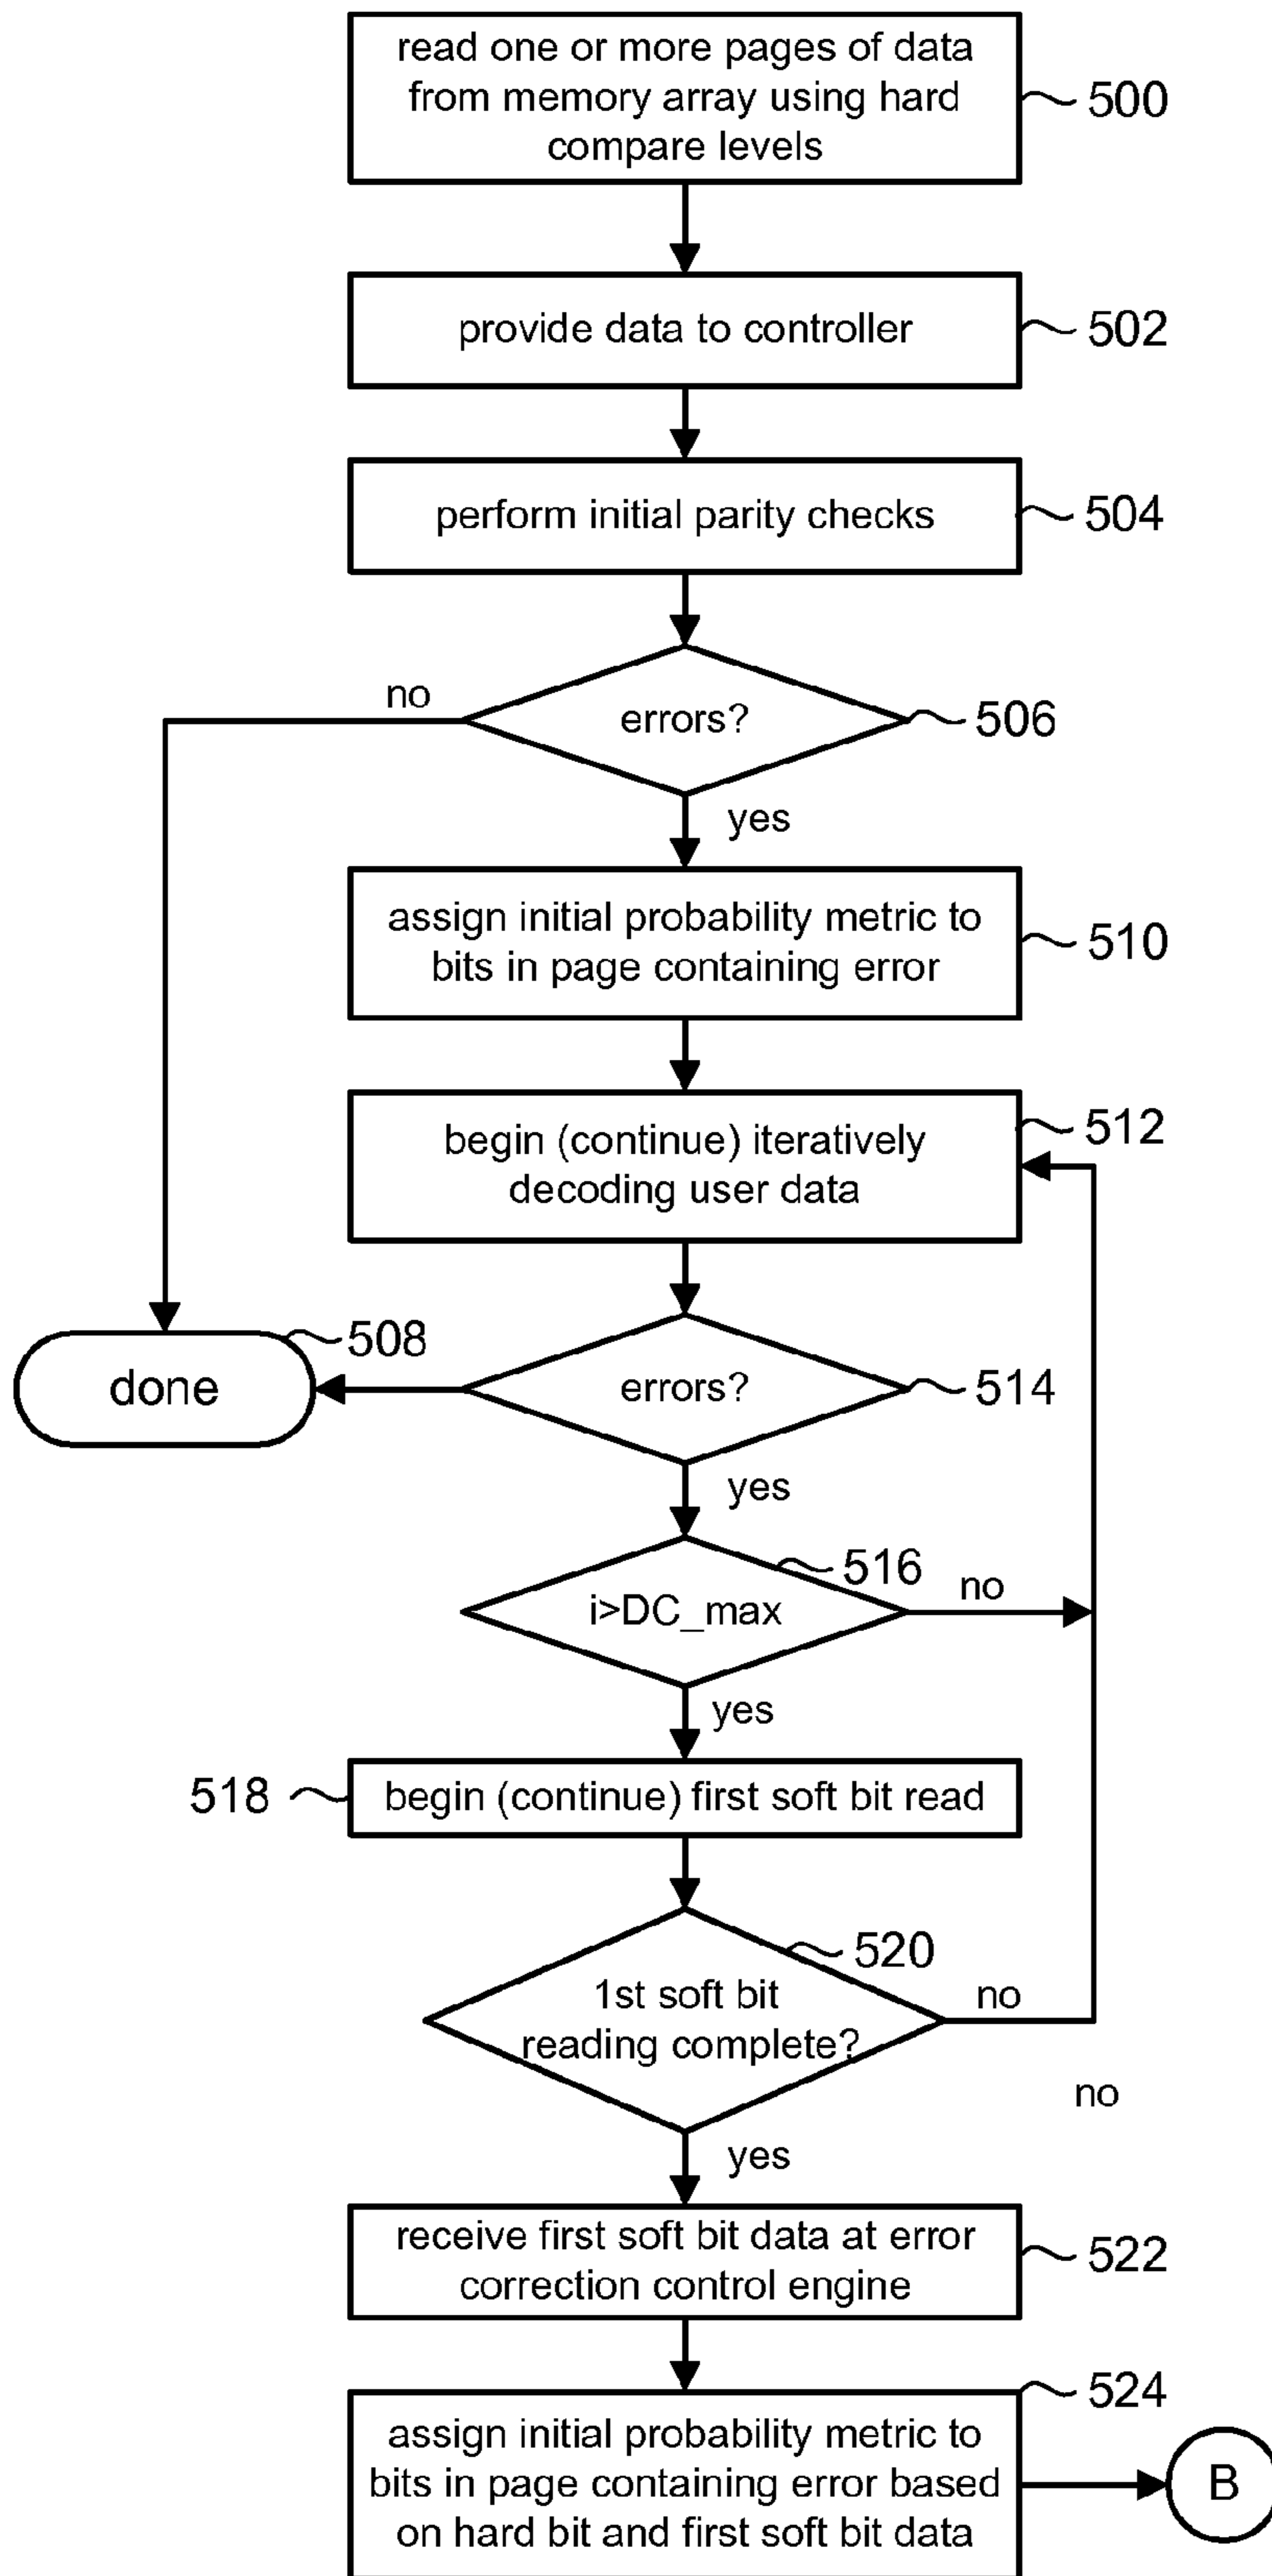 read one or more pages of data
from memory array using hard
compare levels
500
provide data to controller
502
perform initial parity checks
504
no
errors?
506
yes
assign initial probability metric to
bits in page containing error
510
begin (continue) iteratively
decoding user data
512
508
done
errors?
514
yes
516
i>DC_max
no
yes
518
begin (continue) first soft bit read
520
1st soft bit
reading complete?
no
no
yes
receive first soft bit data at error
correction control engine
522
524
assign initial probability metric to
bits in page containing error based
on hard bit and first soft bit data
B